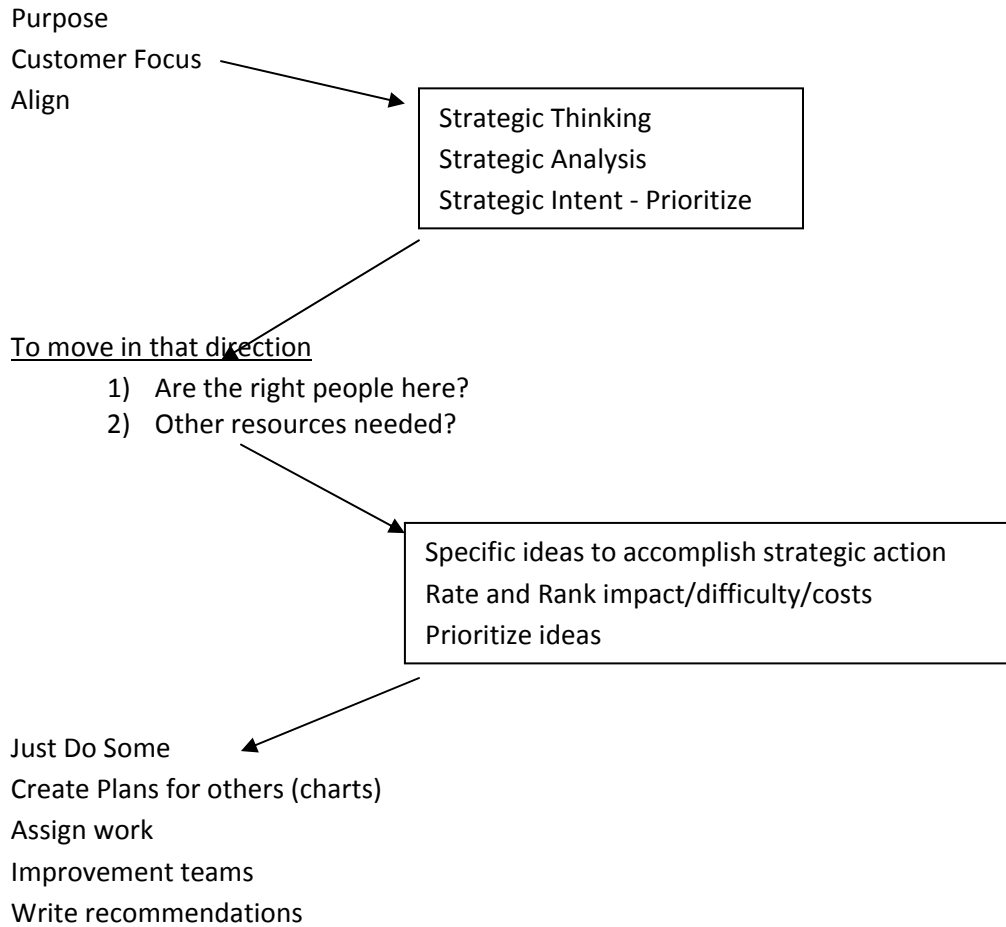 Purpose
Customer Focus
Align
Strategic Thinking
Strategic Analysis
Strategic Intent - Prioritize
To move in that direction
1) Are the right people here?
2) Other resources needed?
Specific ideas to accomplish strategic action
Rate and Rank impact/difficulty/costs
Prioritize ideas
Just Do Some
Create Plans for others (charts)
Assign work
Improvement teams
Write recommendations